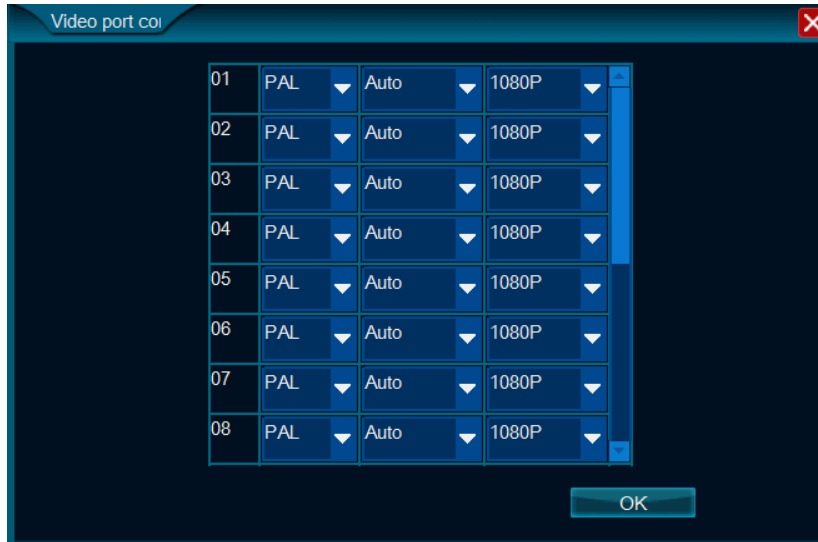 Video port co
01 PAL Auto 1080P
02 PAL Auto 1080P
03 PAL Auto 1080P
04 PAL Auto 1080P
05 PAL Auto 1080P
06 PAL Auto 1080P
07 PAL Auto 1080P
08 PAL Auto 1080P
OK